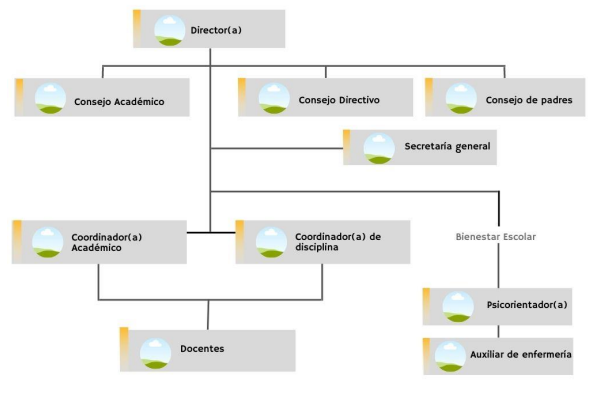 Director(a)
Consejo Académico
Consejo Directivo
Consejo de padres
Secretaría general
Coordinador(a)
Académico
Coordinador(a) de
disciplina
Bienestar Escolar
Psicorientador(a)
Docentes
Auxiliar de enfermería